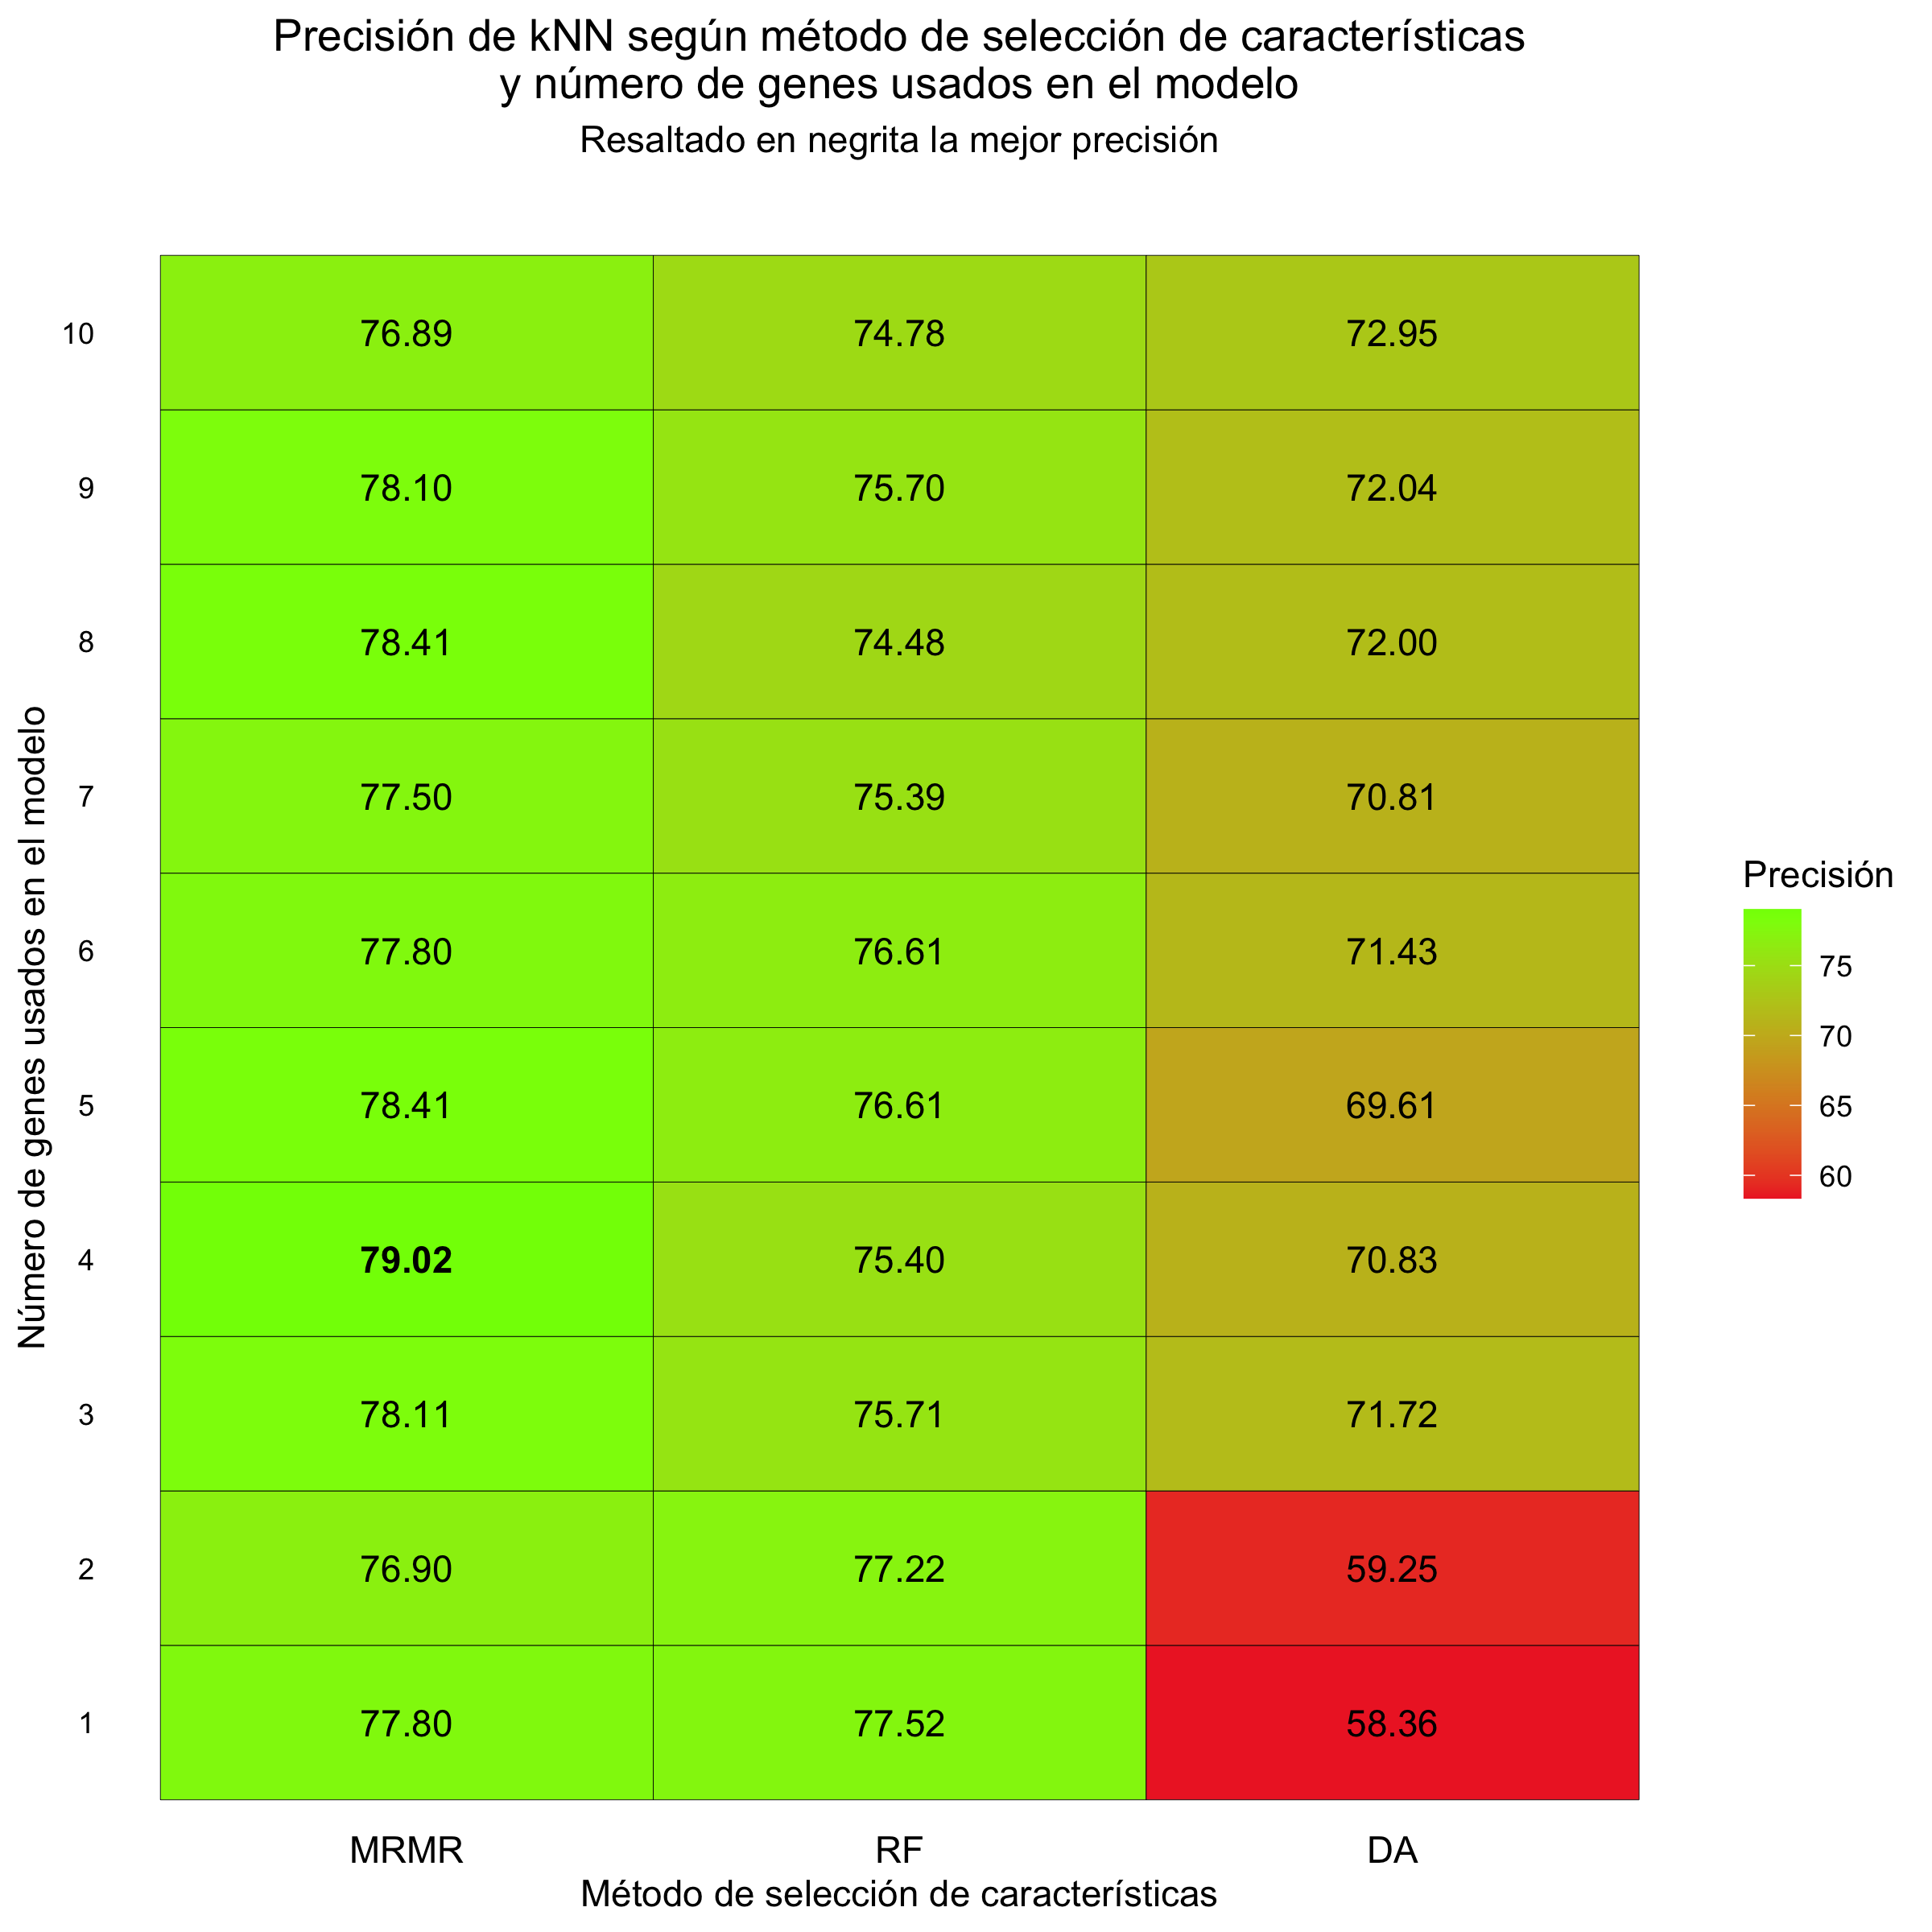 Precisión de kNN según método de selección de características
y número de genes usados en el modelo
Resaltado en negrita la mejor precisión
Número de genes usados en el modelo
10 76.89 74.78 72.95
9 78.10 75.70 72.04
8 78.41 74.48 72.00
7 77.50 75.39 70.81
6 77.80 76.61 71.43
5 78.41 76.61 69.61
4 79.02 75.40 70.83
3 78.11 75.71 71.72
2 76.90 77.22 59.25
1 77.80 77.52 58.36
MRMR RF DA
Método de selección de características
Precisión
75
70
65
60